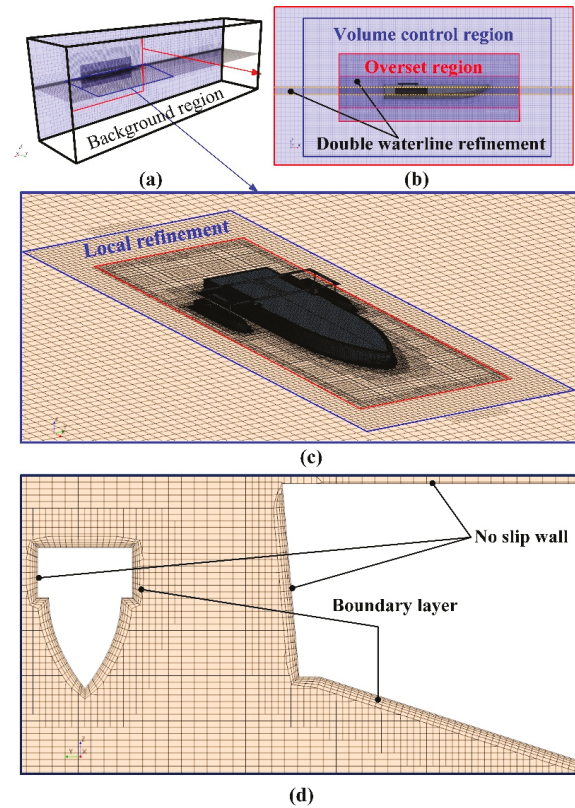 Background region
(a)
Volume control region
Overset region
Double waterline refinement
(b)
Local refinement
(c)
No slip wall
Boundary layer
(d)